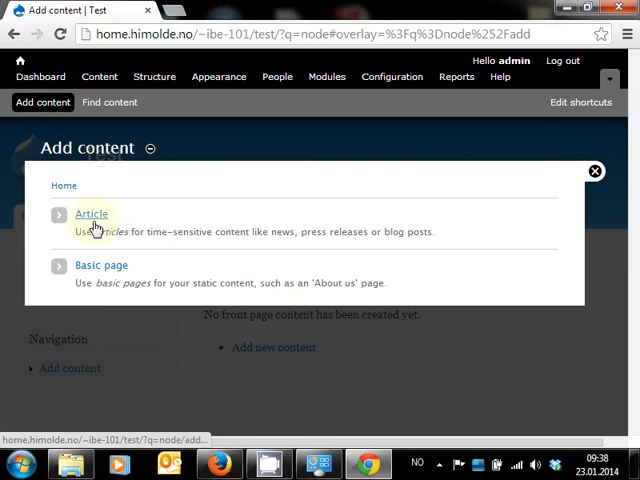 Add content | Test
home.himolde.no/~ibe-101/test/?q=node#overlay=%3Fq%3Dnode%252Fadd
Hello admin Log out
Dashboard Content Structure Appearance People Modules Configuration Reports Help
Add content Find content Edit shortcuts
Add content
Home
Article
Use articles for time-sensitive content like news, press releases or blog posts.
Basic page
Use basic pages for your static content, such as an 'About us' page.
No front page content has been created yet.
Navigation
Add new content
Add content
home.himolde.no/~ibe-101/test/?q=node/add...
NO
09:38
23.01.2014